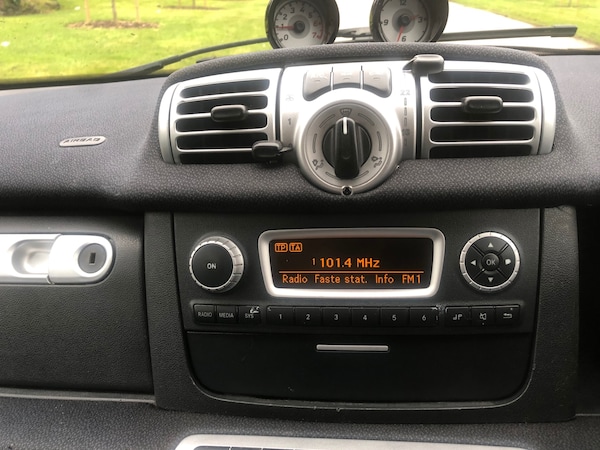 AIRBAG
TP TA
1 101.4 MHz
Radio Faste stat. Info FM1
ON
OK
RADIO MEDIA SYS 1 2 3 4 5 6